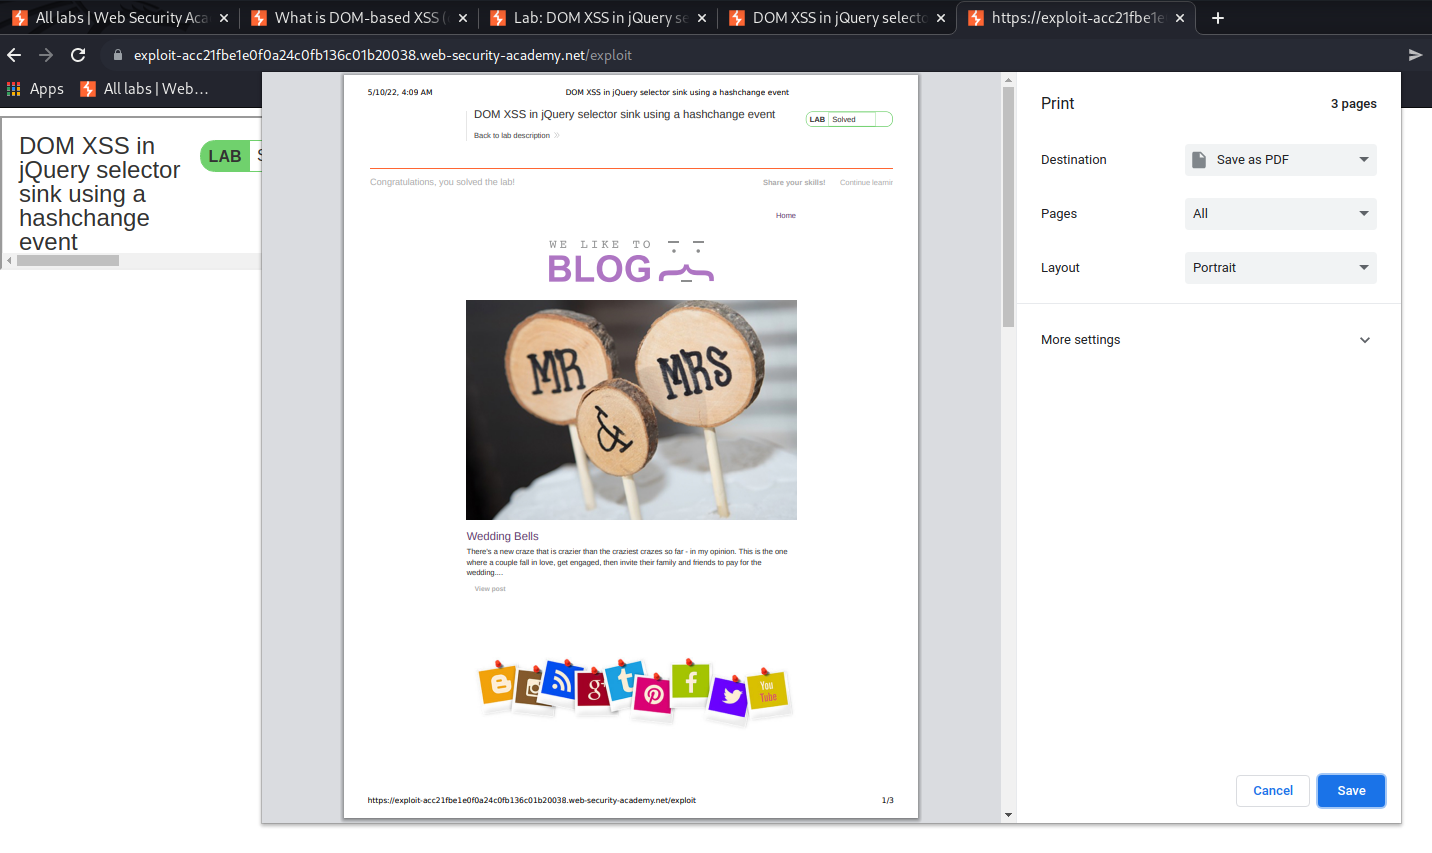 All labs | Web Security Aca
What is DOM-based XSS (
Lab: DOM XSS in jQuery se
DOM XSS in jQuery selecto
https://exploit-acc21fbe1e
exploit-acc21fbe1e0f0a24c0fb136c01b20038.web-security-academy.net/exploit
Apps
All labs | Web…
DOM XSS in
jQuery selector
sink using a
hashchange
event
LAB
5/10/22, 4:09 AM
DOM XSS in jQuery selector sink using a hashchange event
DOM XSS in jQuery selector sink using a hashchange event
Back to lab description
LAB Solved
Congratulations, you solved the lab!
Share your skills!
Continue learning
Home
WE LIKE TO
BLOG
MR
&
MRS
Wedding Bells
There's a new craze that is crazier than the craziest crazes so far - in my opinion. This is the one
where a couple fall in love, get engaged, then invite their family and friends to pay for the
wedding....
View post
You
Tube
https://exploit-acc21fbe1e0f0a24c0fb136c01b20038.web-security-academy.net/exploit
1/3
Print
3 pages
Destination
Save as PDF
Pages
All
Layout
Portrait
More settings
Cancel
Save